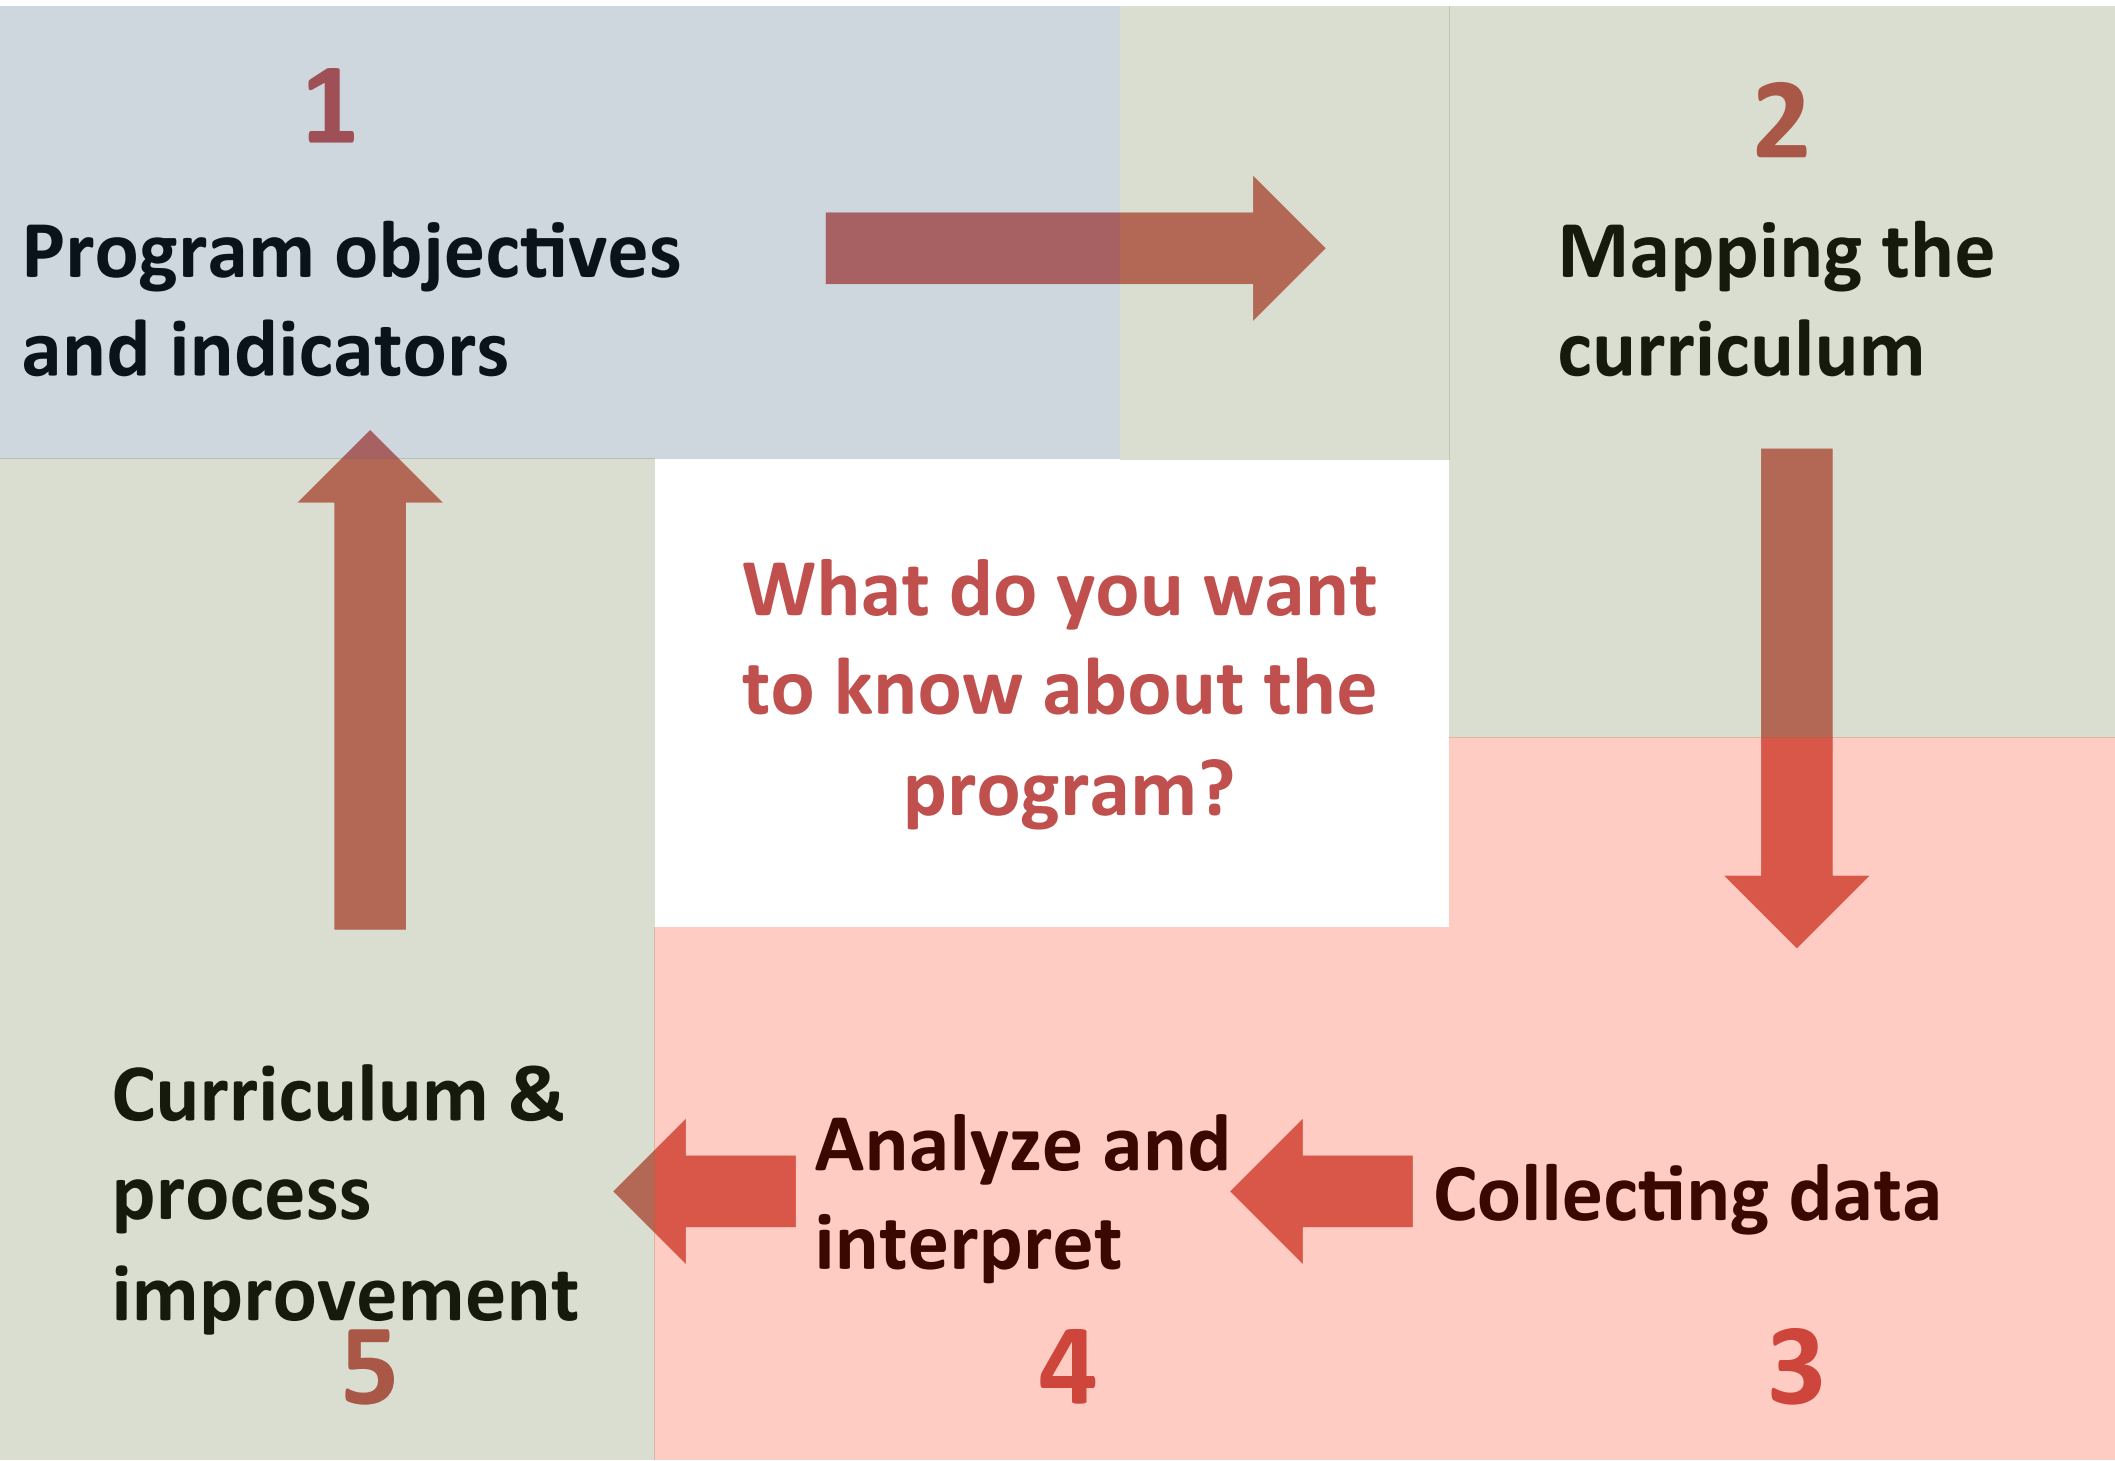 1
Program objectives
and indicators
2
Mapping the
curriculum
What do you want
to know about the
program?
Collecting data
3
Analyze and
interpret
4
Curriculum &
process
improvement
5